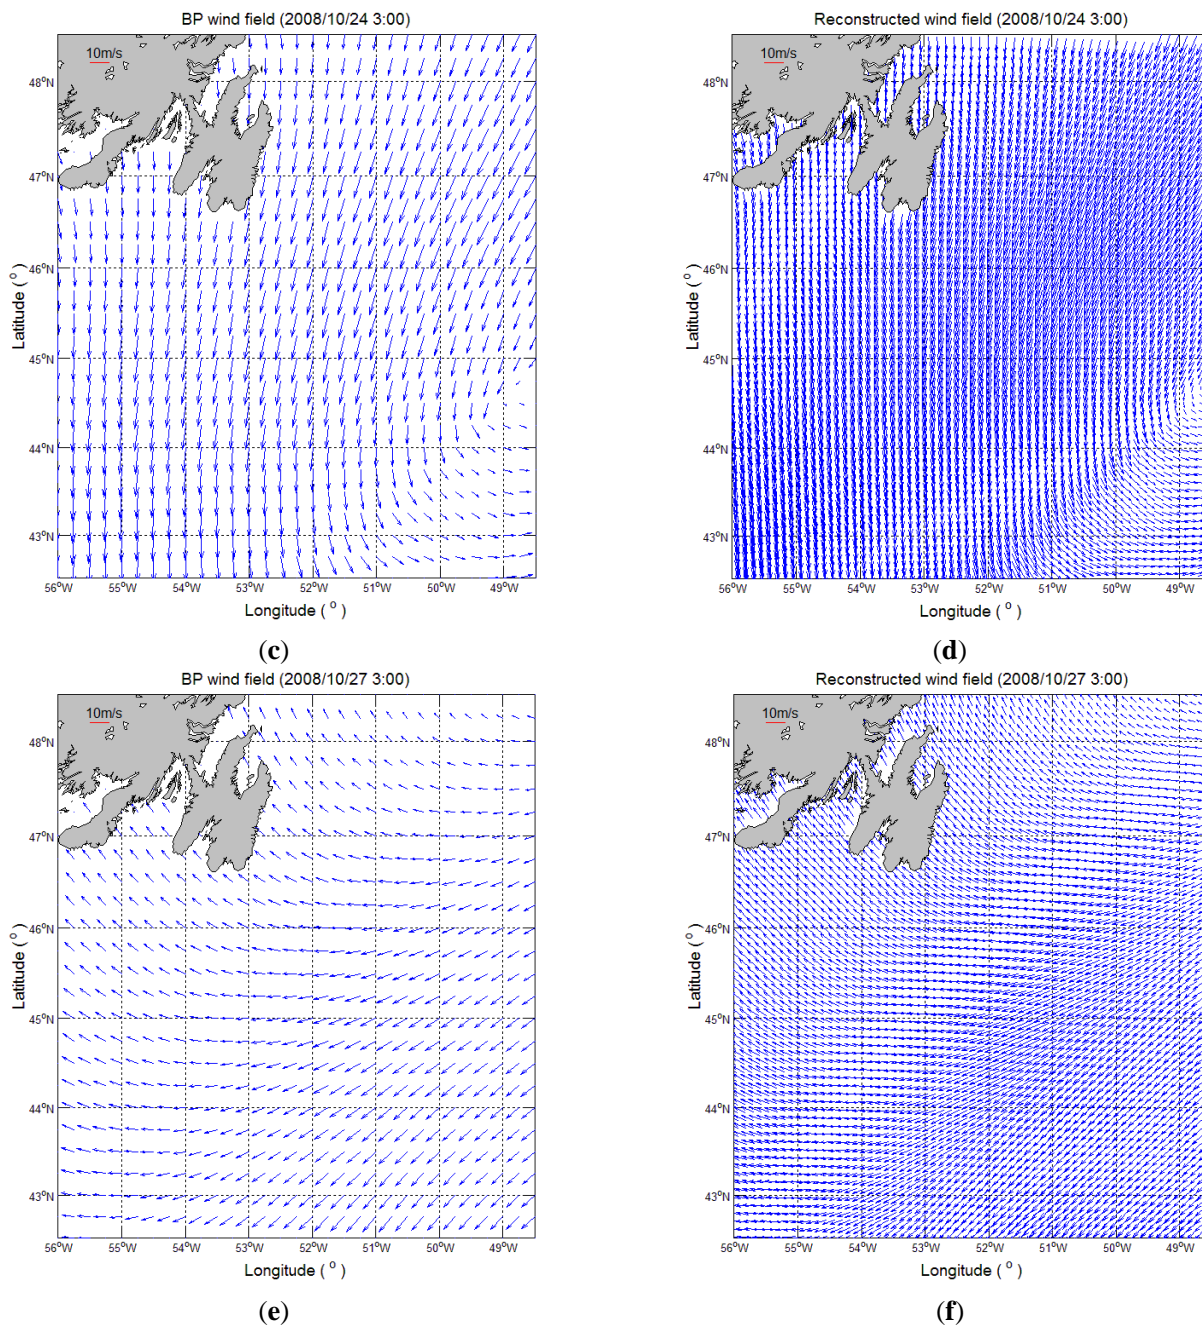 BP wind field (2008/10/24 3:00)
10m/s
48°N
47°N
46°N
45°N
44°N
43°N
Latitude ( ° )
56°W 55°W 54°W 53°W 52°W 51°W 50°W 49°W
Longitude ( ° )
(c)
Reconstructed wind field (2008/10/24 3:00)
10m/s
48°N
47°N
46°N
45°N
44°N
43°N
Latitude ( ° )
56°W 55°W 54°W 53°W 52°W 51°W 50°W 49°W
Longitude ( ° )
(d)
BP wind field (2008/10/27 3:00)
10m/s
48°N
47°N
46°N
45°N
44°N
43°N
Latitude ( ° )
56°W 55°W 54°W 53°W 52°W 51°W 50°W 49°W
Longitude ( ° )
(e)
Reconstructed wind field (2008/10/27 3:00)
10m/s
48°N
47°N
46°N
45°N
44°N
43°N
Latitude ( ° )
56°W 55°W 54°W 53°W 52°W 51°W 50°W 49°W
Longitude ( ° )
(f)